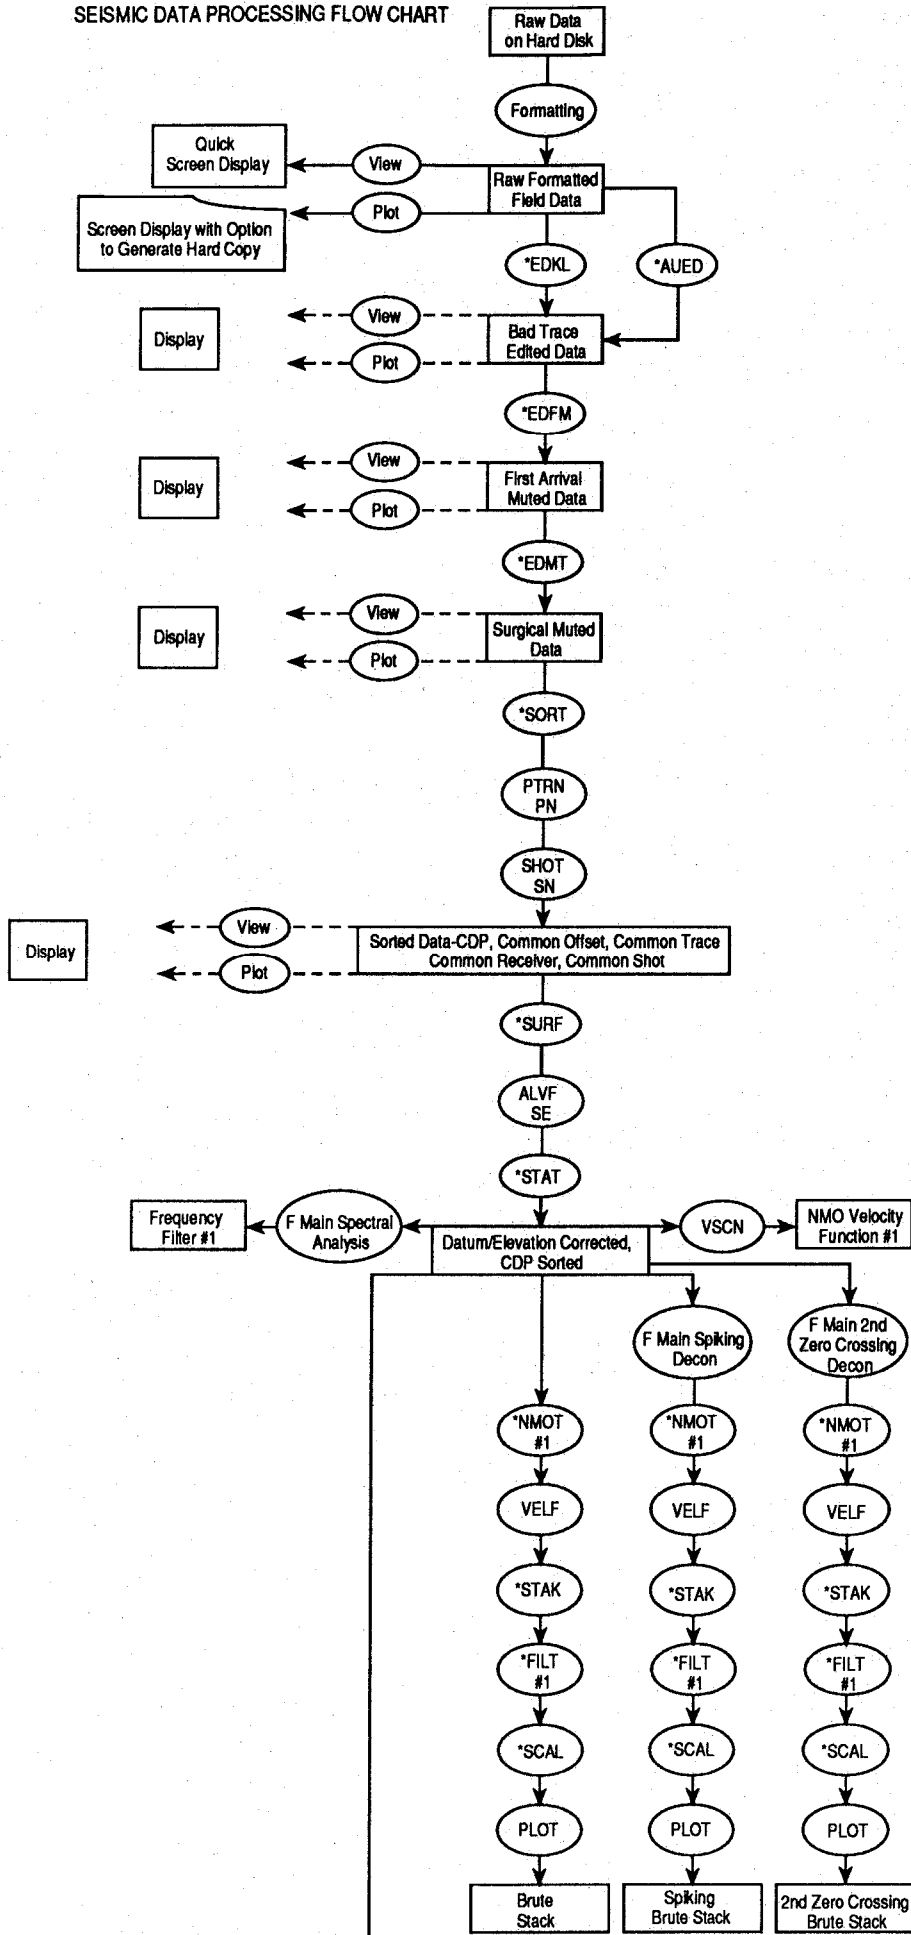 SEISMIC DATA PROCESSING FLOW CHART
Raw Data
on Hard Disk
Formatting
Quick
Screen Display
View
Raw Formatted
Field Data
Plot
Screen Display with Option
to Generate Hard Copy
*EDKL
*AUED
View
Display
Bad Trace
Edited Data
Plot
*EDFM
View
Display
First Arrival
Muted Data
Plot
*EDMT
View
Display
Surgical Muted
Data
Plot
*SORT
PTRN
PN
SHOT
SN
View
Display
Sorted Data-CDP, Common Offset, Common Trace
Common Receiver, Common Shot
Plot
*SURF
ALVF
SE
*STAT
Frequency
Filter #1
F Main Spectral
Analysis
Datum/Elevation Corrected,
CDP Sorted
VSCN
NMO Velocity
Function #1
F Main Spiking
Decon
F Main 2nd
Zero Crossing
Decon
*NMOT
#1
*NMOT
#1
*NMOT
#1
VELF
VELF
VELF
*STAK
*STAK
*STAK
*FILT
#1
*FILT
#1
*FILT
#1
*SCAL
*SCAL
*SCAL
PLOT
PLOT
PLOT
Brute
Stack
Spiking
Brute Stack
2nd Zero Crossing
Brute Stack